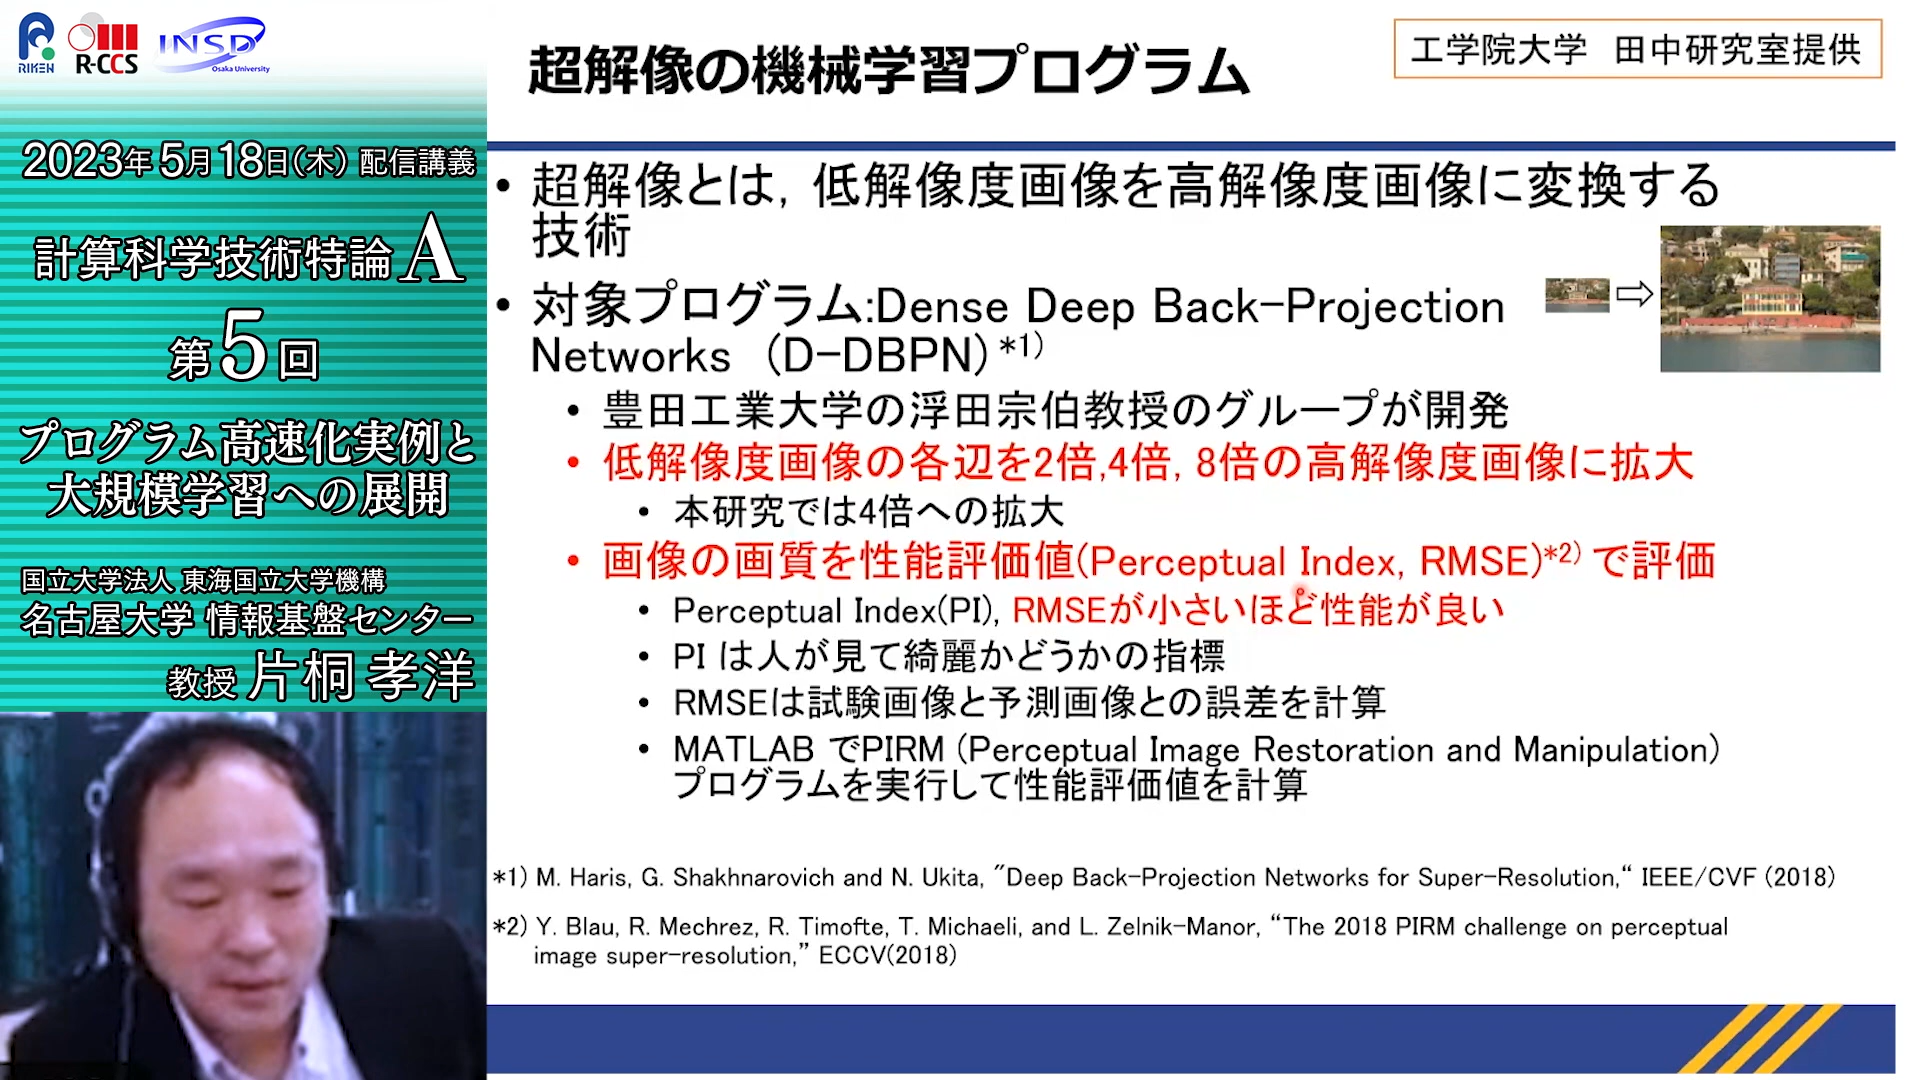 RIKEN
R-CCS
INSD
Osaka University
2023年5月18日(木) 配信講義
計算科学技術特論 A
第5回
プログラム高速化実例と
大規模学習への展開
国立大学法人 東海国立大学機構
名古屋大学 情報基盤センター
教授 片桐 孝洋
超解像の機械学習プログラム
工学院大学 田中研究室提供
• 超解像とは, 低解像度画像を高解像度画像に変換する
技術
• 対象プログラム:Dense Deep Back-Projection
Networks (D-DBPN)*1)
• 豊田工業大学の浮田宗伯教授のグループが開発
• 低解像度画像の各辺を2倍,4倍, 8倍の高解像度画像に拡大
• 本研究では4倍への拡大
• 画像の画質を性能評価値(Perceptual Index, RMSE)*2) で評価
• Perceptual Index(PI), RMSEが小さいほど性能が良い
• PI は人が見て綺麗かどうかの指標
• RMSEは試験画像と予測画像との誤差を計算
• MATLAB でPIRM (Perceptual Image Restoration and Manipulation)
プログラムを実行して性能評価値を計算
*1) M. Haris, G. Shakhnarovich and N. Ukita, "Deep Back-Projection Networks for Super-Resolution,“ IEEE/CVF (2018)
*2) Y. Blau, R. Mechrez, R. Timofte, T. Michaeli, and L. Zelnik-Manor, “The 2018 PIRM challenge on perceptual
image super-resolution,” ECCV(2018)